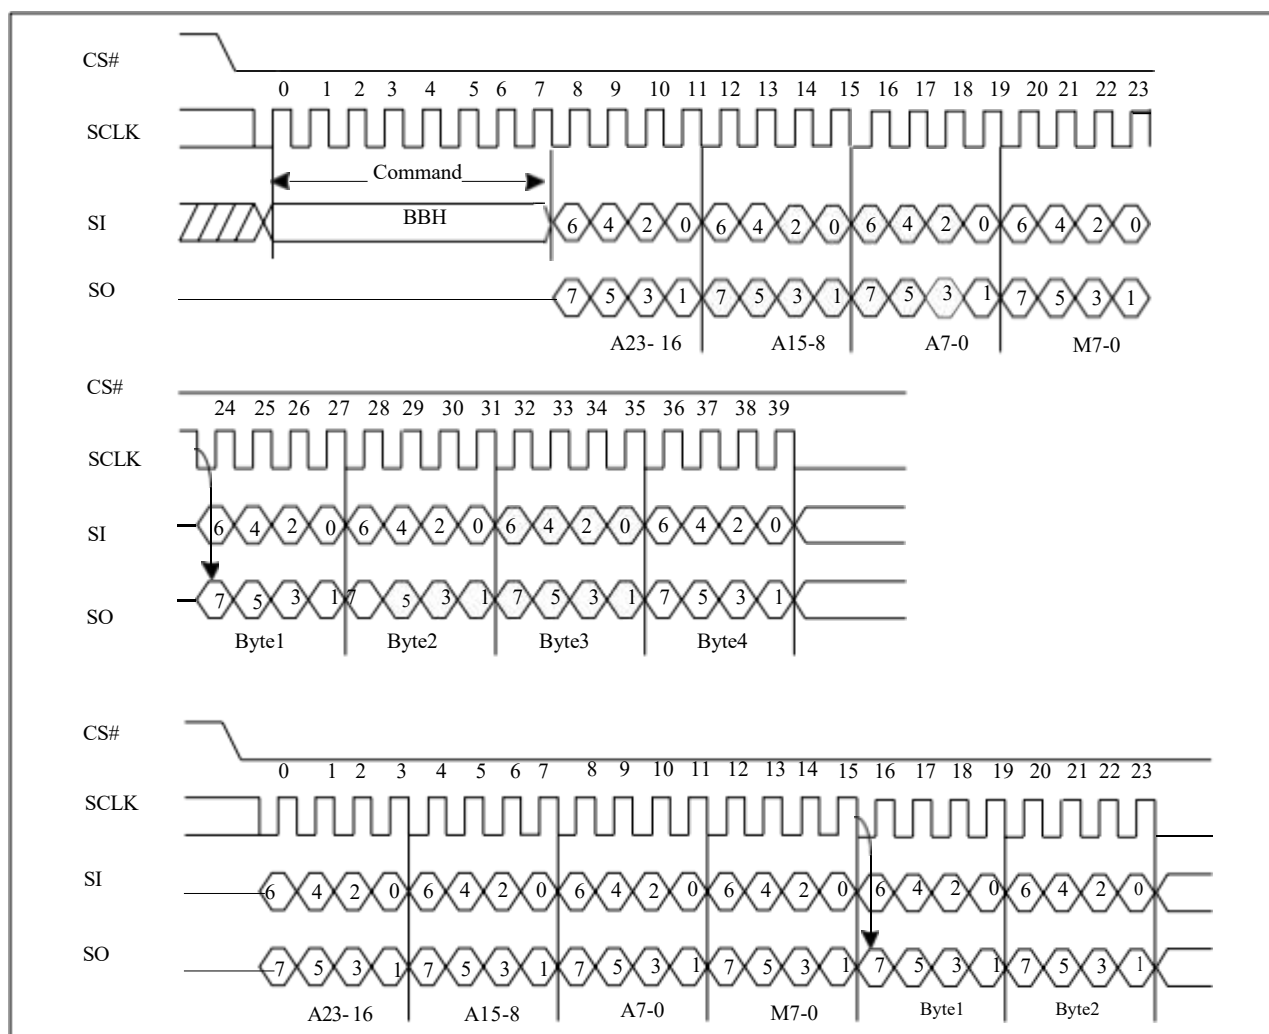 CS#
0 1 2 3 4 5 6 7 8 9 10 11 12 13 14 15 16 17 18 19 20 21 22 23
SCLK
Command
SI BBH 6 4 2 0 6 4 2 0 6 4 2 0 6 4 2 0
SO 7 5 3 1 7 5 3 1 7 5 3 1 7 5 3 1
A23- 16 A15-8 A7-0 M7-0
CS#
24 25 26 27 28 29 30 31 32 33 34 35 36 37 38 39
SCLK
SI 6 4 2 0 6 4 2 0 6 4 2 0 6 4 2 0
SO 7 5 3 1 7 5 3 1 7 5 3 1 7 5 3 1
Byte1 Byte2 Byte3 Byte4
CS#
0 1 2 3 4 5 6 7 8 9 10 11 12 13 14 15 16 17 18 19 20 21 22 23
SCLK
SI 6 4 2 0 6 4 2 0 6 4 2 0 6 4 2 0 6 4 2 0 6 4 2 0
SO 7 5 3 1 7 5 3 1 7 5 3 1 7 5 3 1 7 5 3 1 7 5 3 1
A23- 16 A15-8 A7-0 M7-0 Byte1 Byte2